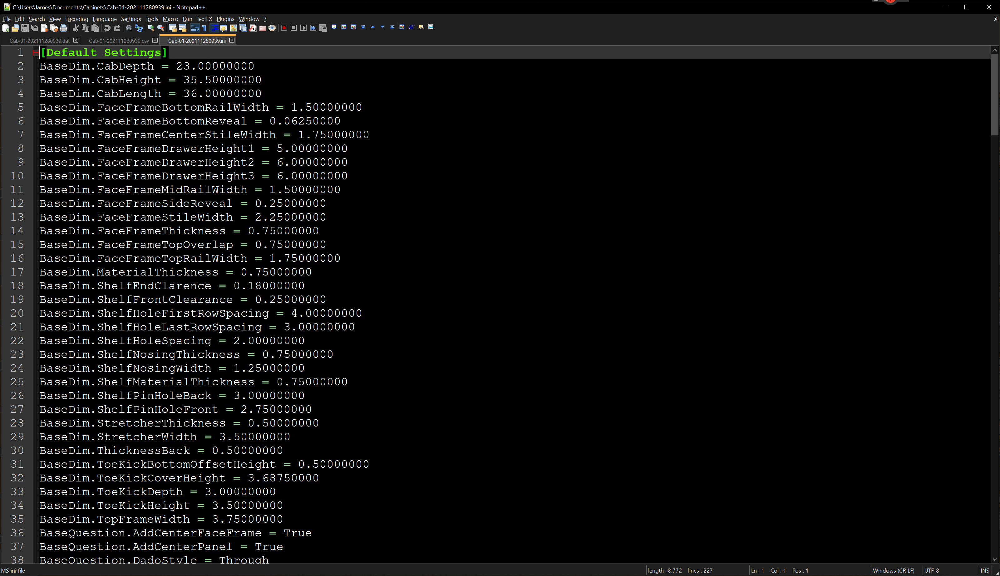 C:\Users\James\Documents\Cabinets\Cab-01-202111280939.ini - Notepad++
File Edit Search View Encoding Language Settings Tools Macro Run TextFX Plugins Window ? X
Cab-01-202111280939.dat Cab-01-202111280939.csv Cab-01-202111280939.ini
1 [Default Settings]
2 BaseDim.CabDepth = 23.00000000
3 BaseDim.CabHeight = 35.50000000
4 BaseDim.CabLength = 36.00000000
5 BaseDim.FaceFrameBottomRailWidth = 1.50000000
6 BaseDim.FaceFrameBottomReveal = 0.06250000
7 BaseDim.FaceFrameCenterStileWidth = 1.75000000
8 BaseDim.FaceFrameDrawerHeight1 = 5.00000000
9 BaseDim.FaceFrameDrawerHeight2 = 6.00000000
10 BaseDim.FaceFrameDrawerHeight3 = 6.00000000
11 BaseDim.FaceFrameMidRailWidth = 1.50000000
12 BaseDim.FaceFrameSideReveal = 0.25000000
13 BaseDim.FaceFrameStileWidth = 2.25000000
14 BaseDim.FaceFrameThickness = 0.75000000
15 BaseDim.FaceFrameTopOverlap = 0.75000000
16 BaseDim.FaceFrameTopRailWidth = 1.75000000
17 BaseDim.MaterialThickness = 0.75000000
18 BaseDim.ShelfEndClarence = 0.18000000
19 BaseDim.ShelfFrontClearance = 0.25000000
20 BaseDim.ShelfHoleFirstRowSpacing = 4.00000000
21 BaseDim.ShelfHoleLastRowSpacing = 3.00000000
22 BaseDim.ShelfHoleSpacing = 2.00000000
23 BaseDim.ShelfNosingThickness = 0.75000000
24 BaseDim.ShelfNosingWidth = 1.25000000
25 BaseDim.ShelfMaterialThickness = 0.75000000
26 BaseDim.ShelfPinHoleBack = 3.00000000
27 BaseDim.ShelfPinHoleFront = 2.75000000
28 BaseDim.StretcherThickness = 0.50000000
29 BaseDim.StretcherWidth = 3.50000000
30 BaseDim.ThicknessBack = 0.50000000
31 BaseDim.ToeKickBottomOffsetHeight = 0.50000000
32 BaseDim.ToeKickCoverHeight = 3.68750000
33 BaseDim.ToeKickDepth = 3.00000000
34 BaseDim.ToeKickHeight = 3.50000000
35 BaseDim.TopFrameWidth = 3.75000000
36 BaseQuestion.AddCenterFaceFrame = True
37 BaseQuestion.AddCenterPanel = True
38 BaseQuestion.DadoStyle = Through
MS ini file length : 8,772 lines : 227 Ln : 1 Col : 1 Pos : 1 Windows (CR LF) UTF-8 INS